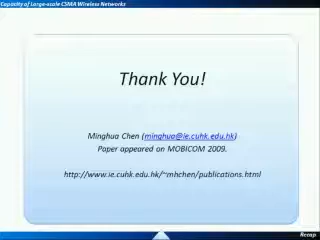 Capacity of Large-scale CSMA Wireless Networks
Thank You!
Minghua Chen (minghua@ie.cuhk.edu.hk)
Paper appeared on MOBICOM 2009.
http://www.ie.cuhk.edu.hk/~mhchen/publications.html
Recap